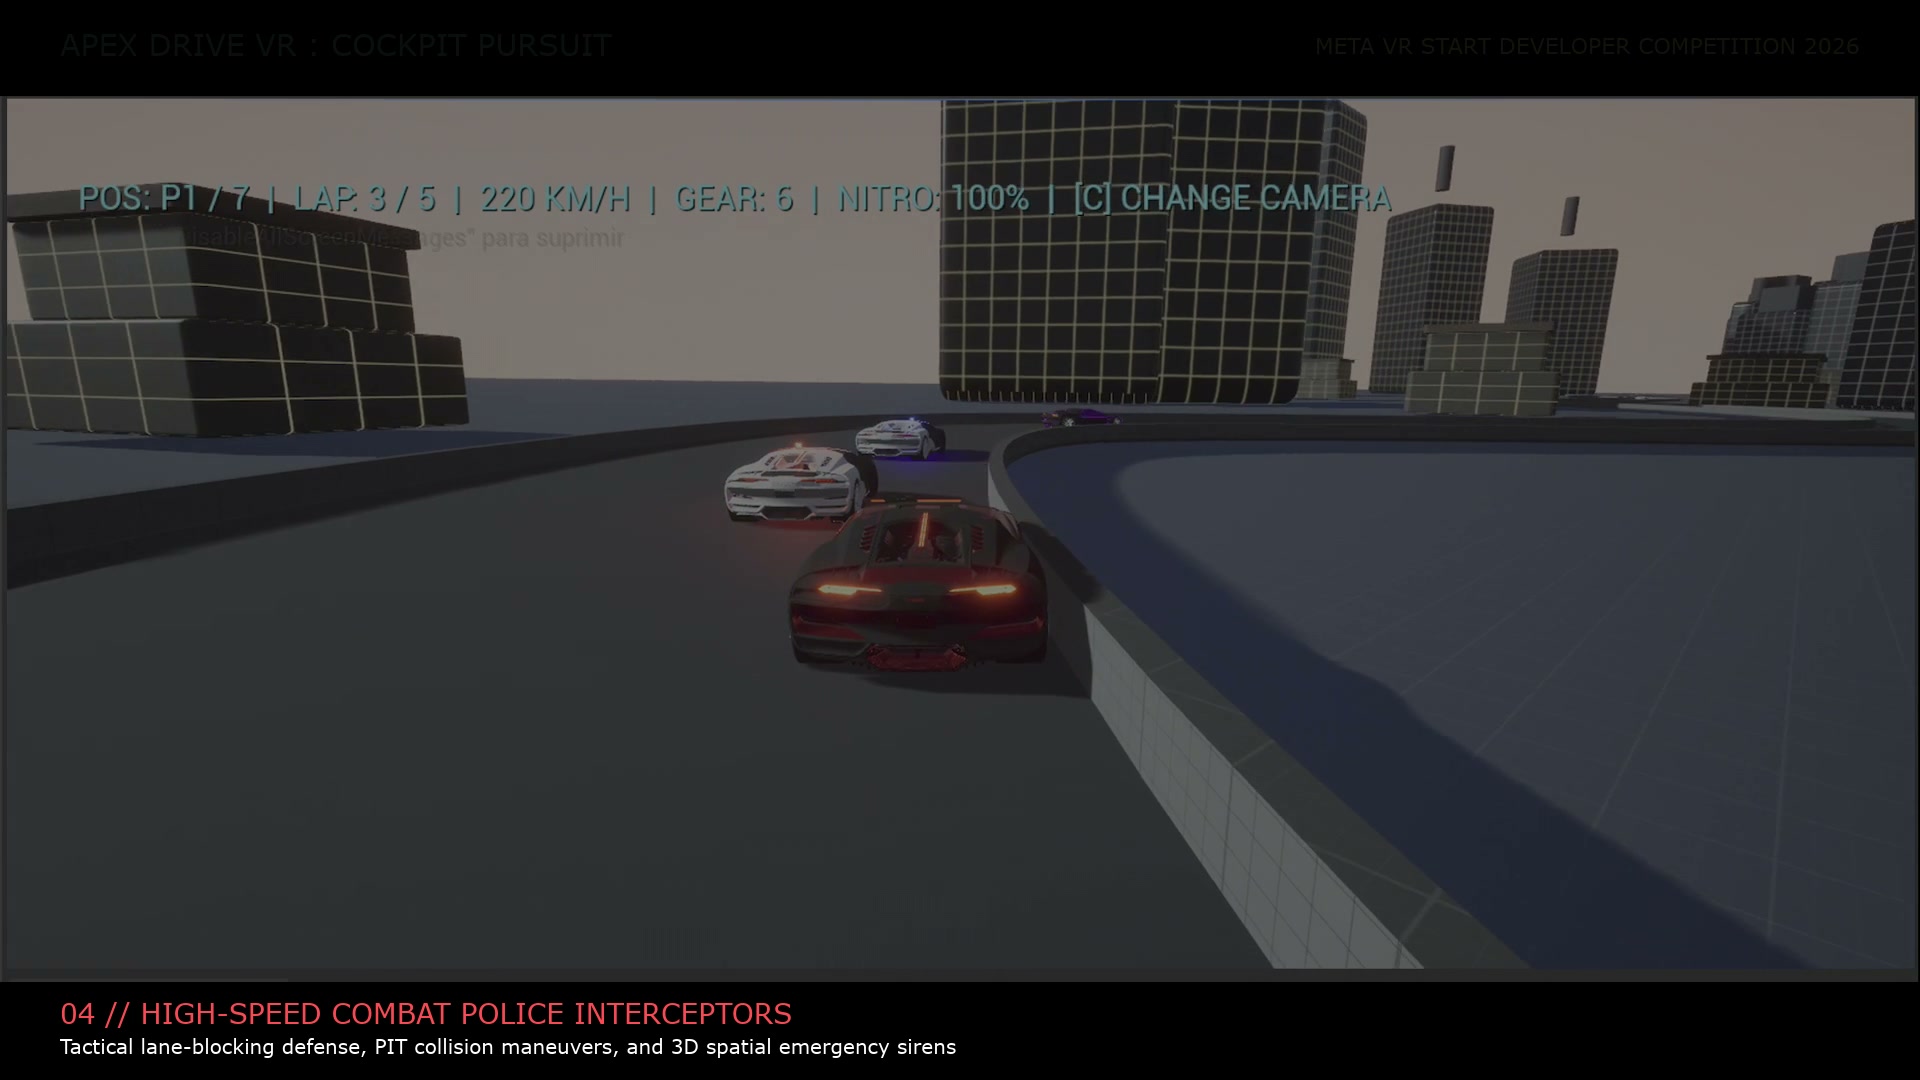 APEX DRIVE VR : COCKPIT PURSUIT
META VR START DEVELOPER COMPETITION 2026
POS: P1 / 7 | LAP: 3 / 5 | 220 KM/H | GEAR: 6 | NITRO: 100% | [C] CHANGE CAMERA
para suprimir
04 // HIGH-SPEED COMBAT POLICE INTERCEPTORS
Tactical lane-blocking defense, PIT collision maneuvers, and 3D spatial emergency sirens